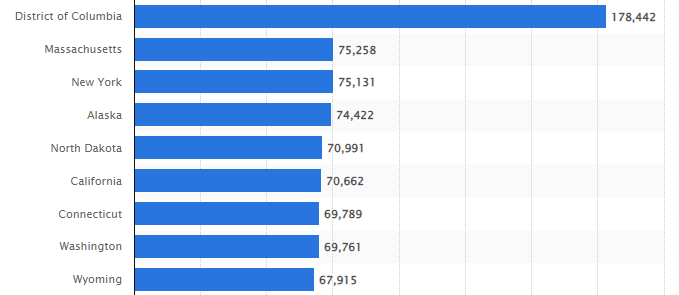 District of Columbia 178,442
Massachusetts 75,258
New York 75,131
Alaska 74,422
North Dakota 70,991
California 70,662
Connecticut 69,789
Washington 69,761
Wyoming 67,915